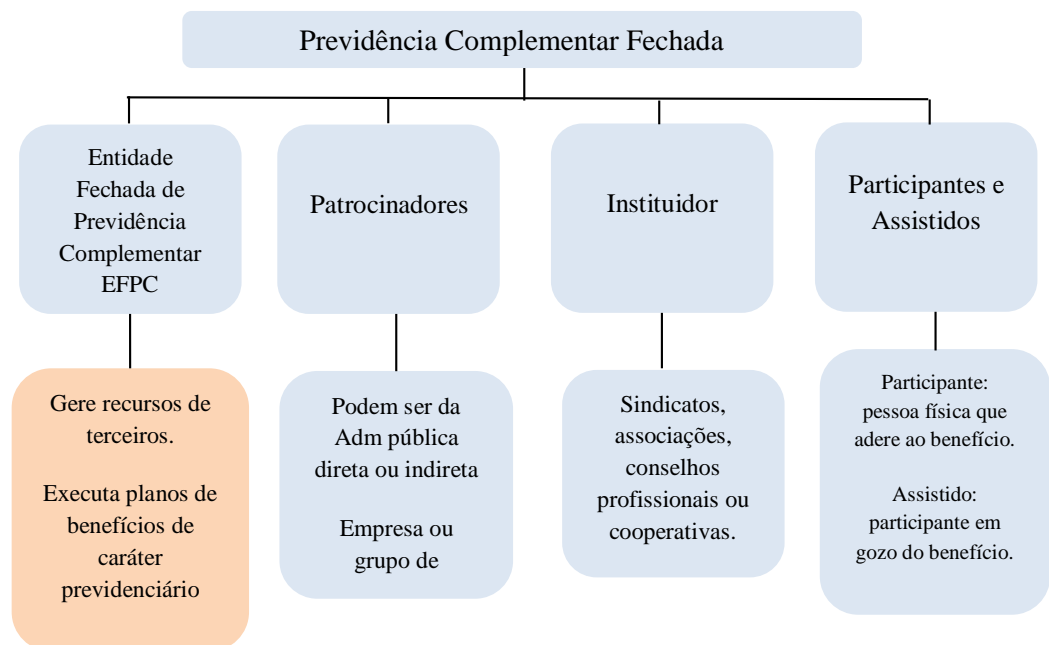 Previdência Complementar Fechada
Entidade
Fechada de
Previdência
Complementar
EFPC
Patrocinadores
Instituidor
Participantes e
Assistidos
Gere recursos de
terceiros.
Executa planos de
benefícios de
caráter
previdenciário
Podem ser da
Adm pública
direta ou indireta
Empresa ou
grupo de
Sindicatos,
associações,
conselhos
profissionais ou
cooperativas.
Participante:
pessoa física que
adere ao benefício.
Assistido:
participante em
gozo do benefício.